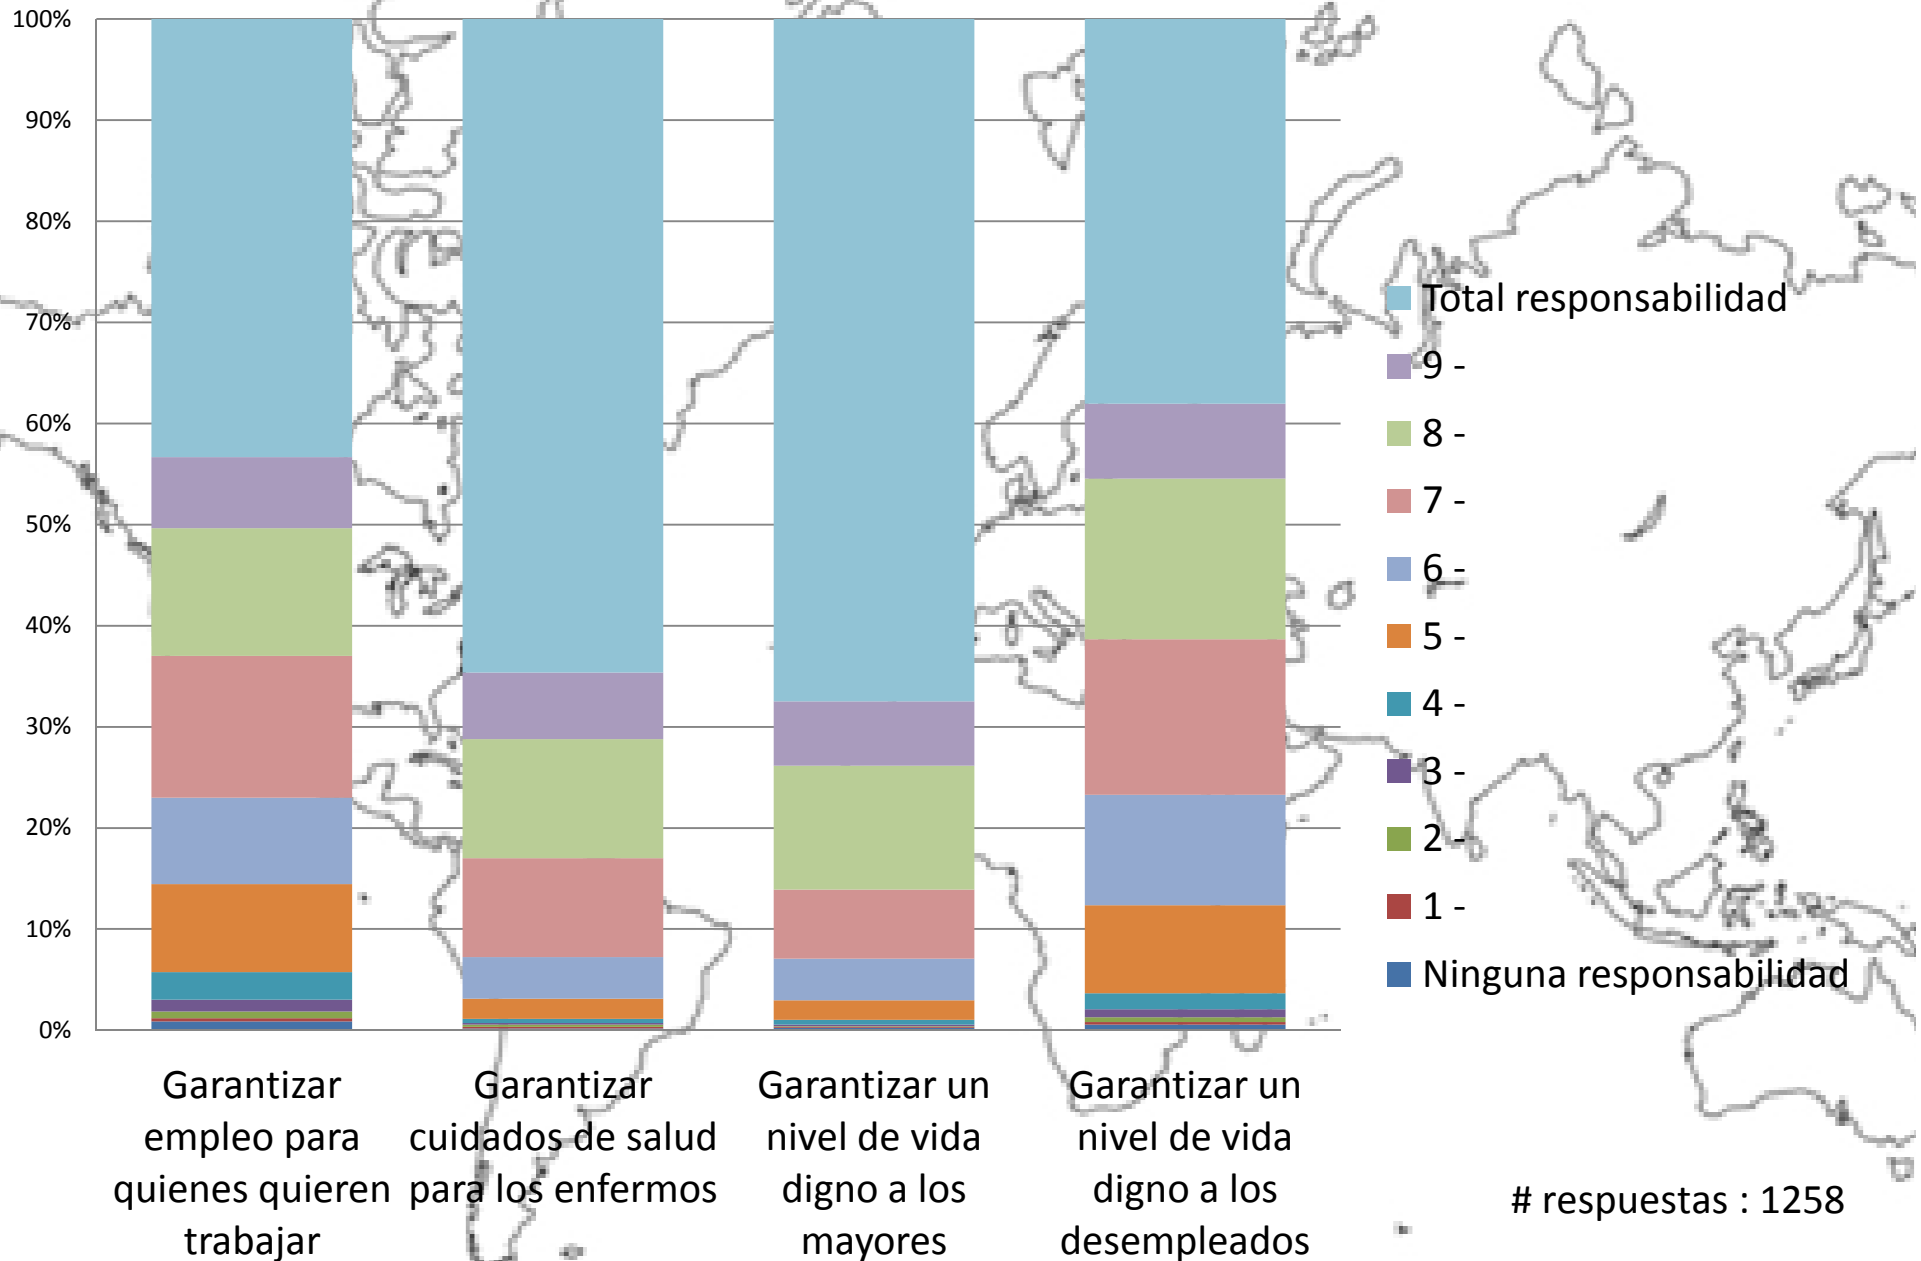 100%
90%
80%
70%
60%
50%
40%
30%
20%
10%
0%
Garantizar
empleo para
quienes quieren
trabajar
Garantizar
cuidados de salud
para los enfermos
Garantizar un
nivel de vida
digno a los
mayores
Garantizar un
nivel de vida
digno a los
desempleados
Total responsabilidad
9 -
8 -
7 -
6 -
5 -
4 -
3 -
2 -
1 -
Ninguna responsabilidad
# respuestas : 1258